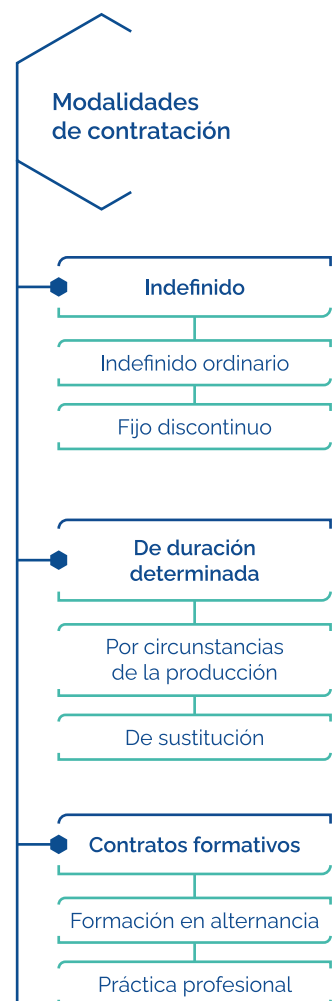 Modalidades
de contratación
Indefinido
Indefinido ordinario
Fijo discontinuo
De duración
determinada
Por circunstancias
de la producción
De sustitución
Contratos formativos
Formación en alternancia
Práctica profesional